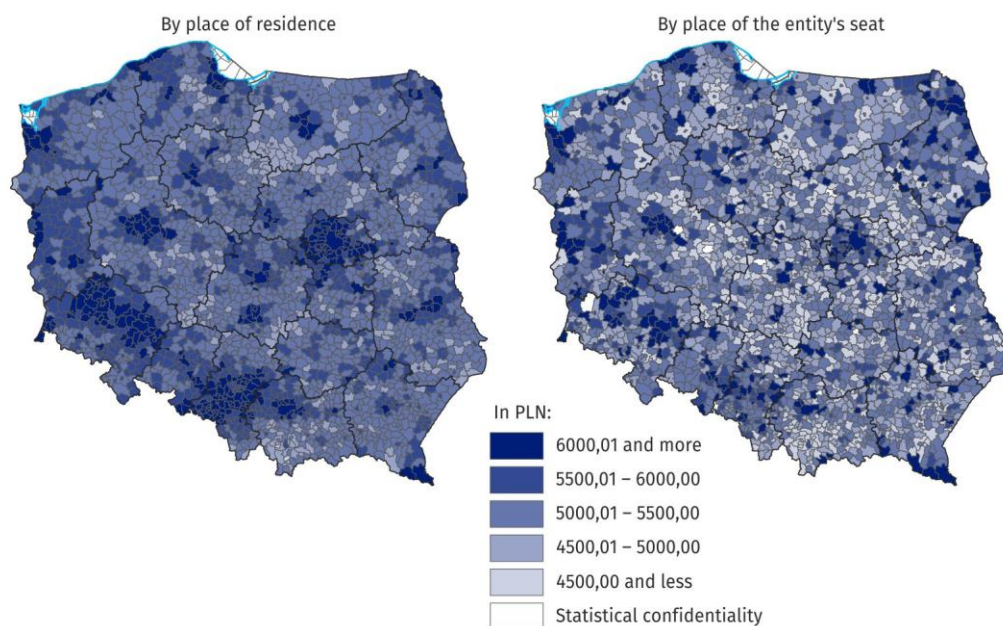 By place of residence
By place of the entity's seat
In PLN:
6000,01 and more
5500,01 – 6000,00
5000,01 – 5500,00
4500,01 – 5000,00
4500,00 and less
Statistical confidentiality